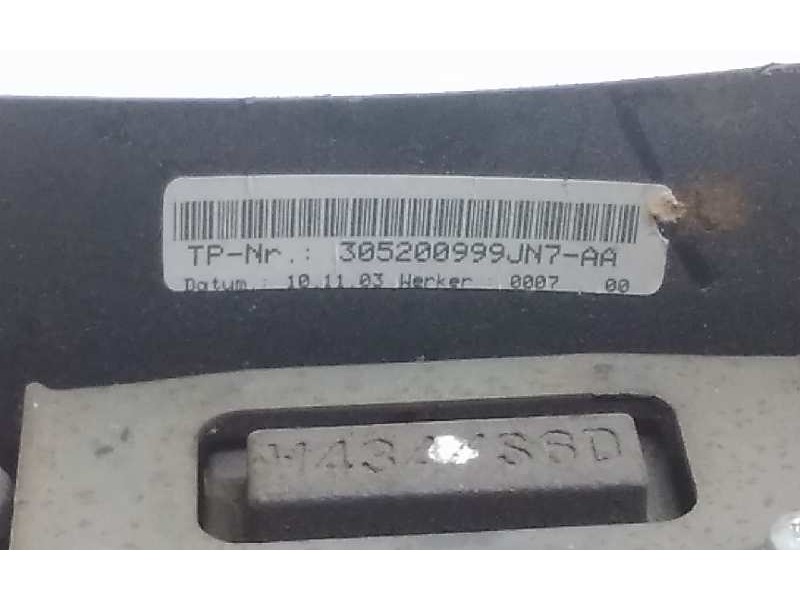 TP-Nr.: 305200999JN7-AA
Datum.: 10.11.03 Werker 0007 00